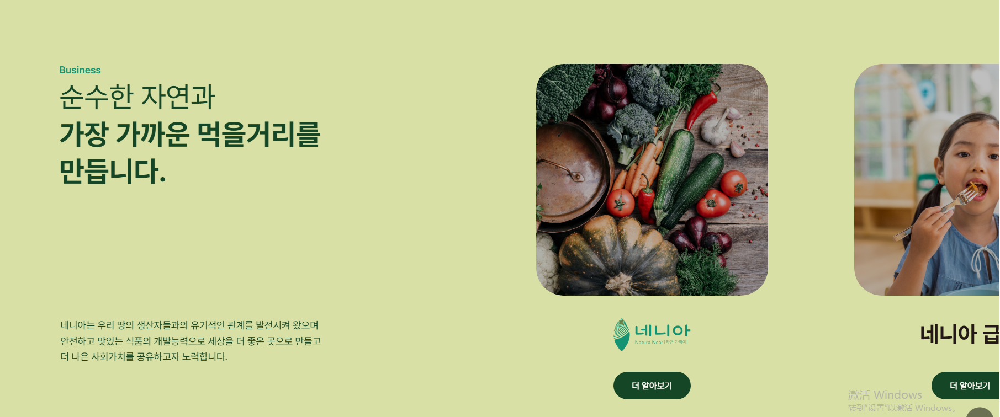 Business
순수한 자연과
가장 가까운 먹을거리를
만듭니다.
네니아는 우리 땅의 생산자들과의 유기적인 관계를 발전시켜 왔으며
안전하고 맛있는 식품의 개발능력으로 세상을 더 좋은 곳으로 만들고
더 나은 사회가치를 공유하고자 노력합니다.
네니아
Nature Near [자연 가까이]
더 알아보기
네니아 급
더 알아보기
激活 Windows
转到"设置"以激活 Windows。